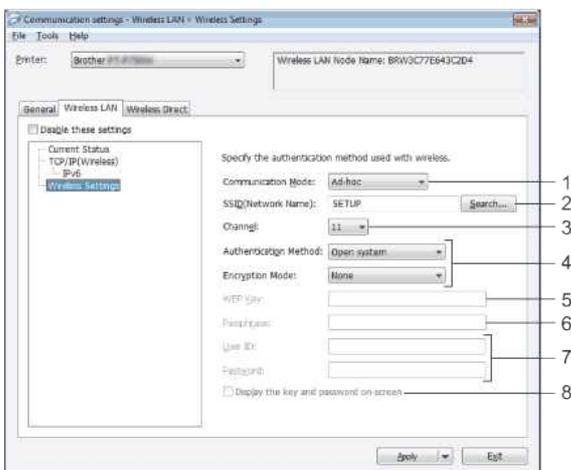 Communication settings - Wireless LAN > Wireless Settings
File Tools Help
Printer: Brother
Wireless LAN Node Name: BRW3C77E643C2D4
General Wireless LAN Wireless Direct
Disable these settings
Current Status
TCP/IP(Wireless)
IPv6
Wireless Settings
Specify the authentication method used with wireless.
Communication Mode: Ad-hoc 1
SSID(Network Name): SETUP Search... 2
Channel: 11 3
Authentication Method: Open system
4
Encryption Mode: None
WEP Key: 5
Passphrase: 6
User ID:
7
Password:
Display the key and password on-screen 8
Apply Exit